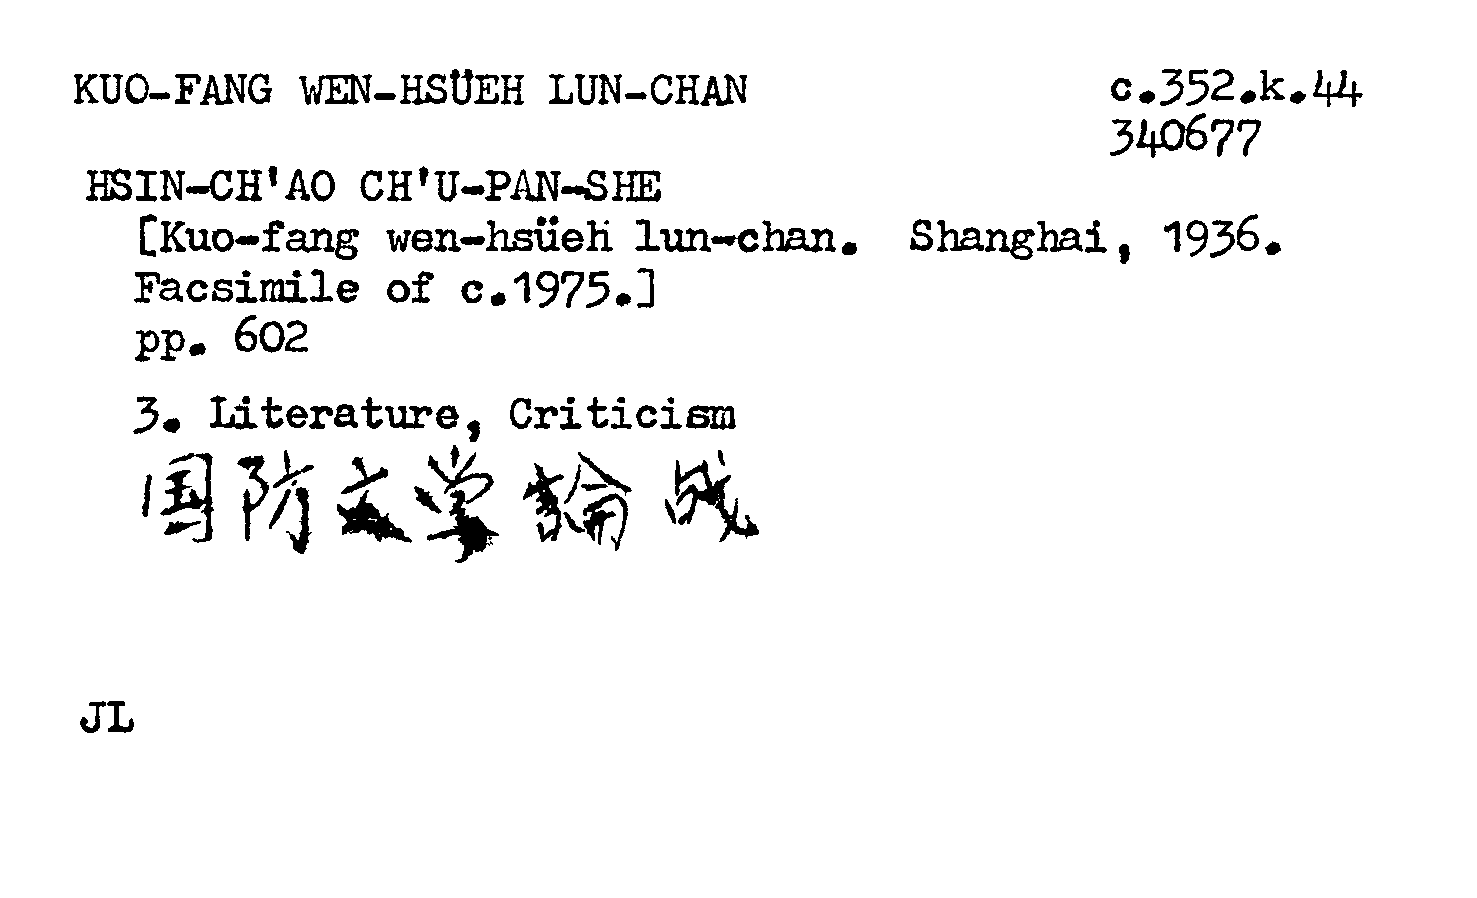 KUO-FANG WEN-HSÜEH LUN-CHAN
c.352.k.44
340677
HSIN-CH'AO CH'U-PAN-SHE
[Kuo-fang wen-hsüeh lun-chan. Shanghai, 1936.
Facsimile of c.1975.]
pp. 602
3. Literature, Criticism
国防文学論战
JL